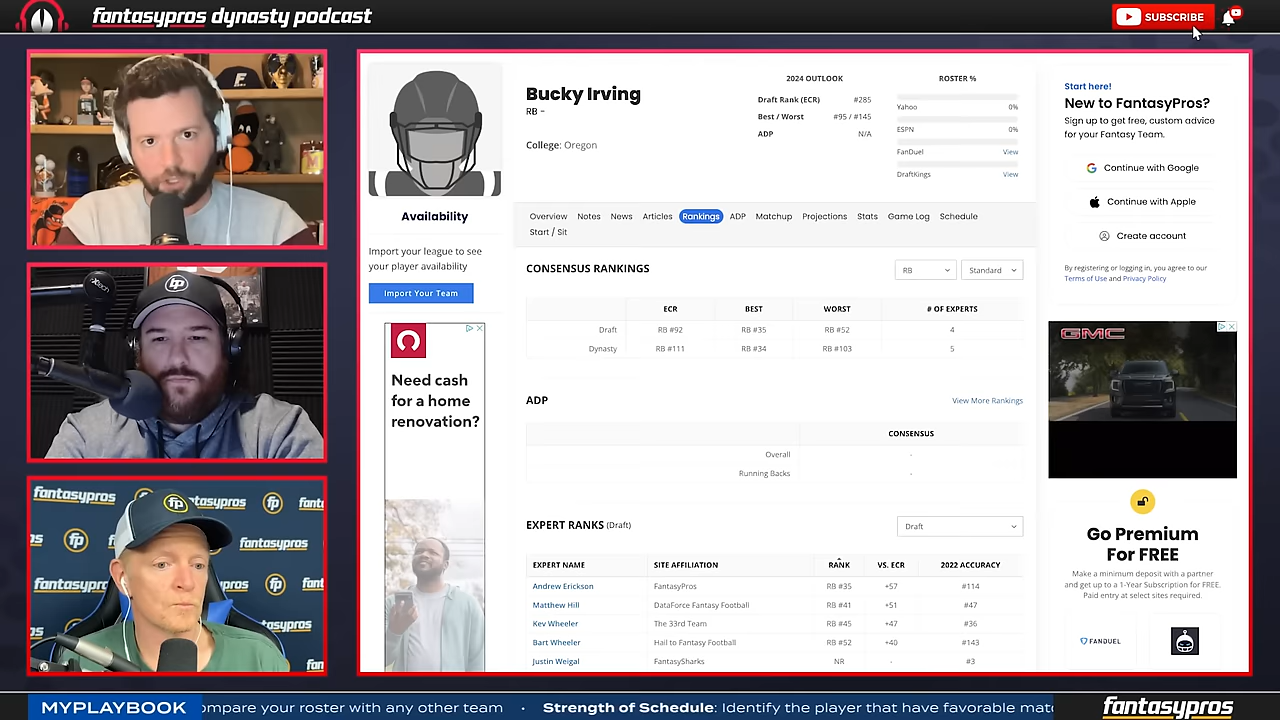 fantasypros dynasty podcast
SUBSCRIBE
Bucky Irving
RB -
College: Oregon
2024 OUTLOOK
Draft Rank (ECR) #285
Best / Worst #95 / #145
ADP N/A
ROSTER %
Yahoo 0%
ESPN 0%
FanDuel View
DraftKings View
Start here!
New to FantasyPros?
Sign up to get free, custom advice
for your Fantasy Team.
Continue with Google
Continue with Apple
Create account
By registering or logging in, you agree to our
Terms of Use and Privacy Policy
Availability
Import your league to see
your player availability
Import Your Team
Overview Notes News Articles Rankings ADP Matchup Projections Stats Game Log Schedule
Start / Sit
CONSENSUS RANKINGS
RB Standard
ECR BEST WORST # OF EXPERTS
Draft RB #92 RB #35 RB #52 4
Dynasty RB #111 RB #34 RB #103 5
ADP
View More Rankings
CONSENSUS
Overall -
Running Backs -
EXPERT RANKS (Draft)
Draft
EXPERT NAME SITE AFFILIATION RANK VS. ECR 2022 ACCURACY
Andrew Erickson FantasyPros RB #35 +57 #114
Matthew Hill DataForce Fantasy Football RB #41 +51 #47
Kev Wheeler The 33rd Team RB #45 +47 #36
Bart Wheeler Hail to Fantasy Football RB #52 +40 #143
Justin Weigal FantasySharks NR - #3
Need cash
for a home
renovation?
GMC
Go Premium
For FREE
Make a minimum deposit with a partner
and get up to a 1-Year Subscription for FREE.
Paid entry at select sites required.
FANDUEL
fantasypros
fp
MYPLAYBOOK
ompare your roster with any other team · Strength of Schedule: Identify the player that have favorable mat
fantasypros